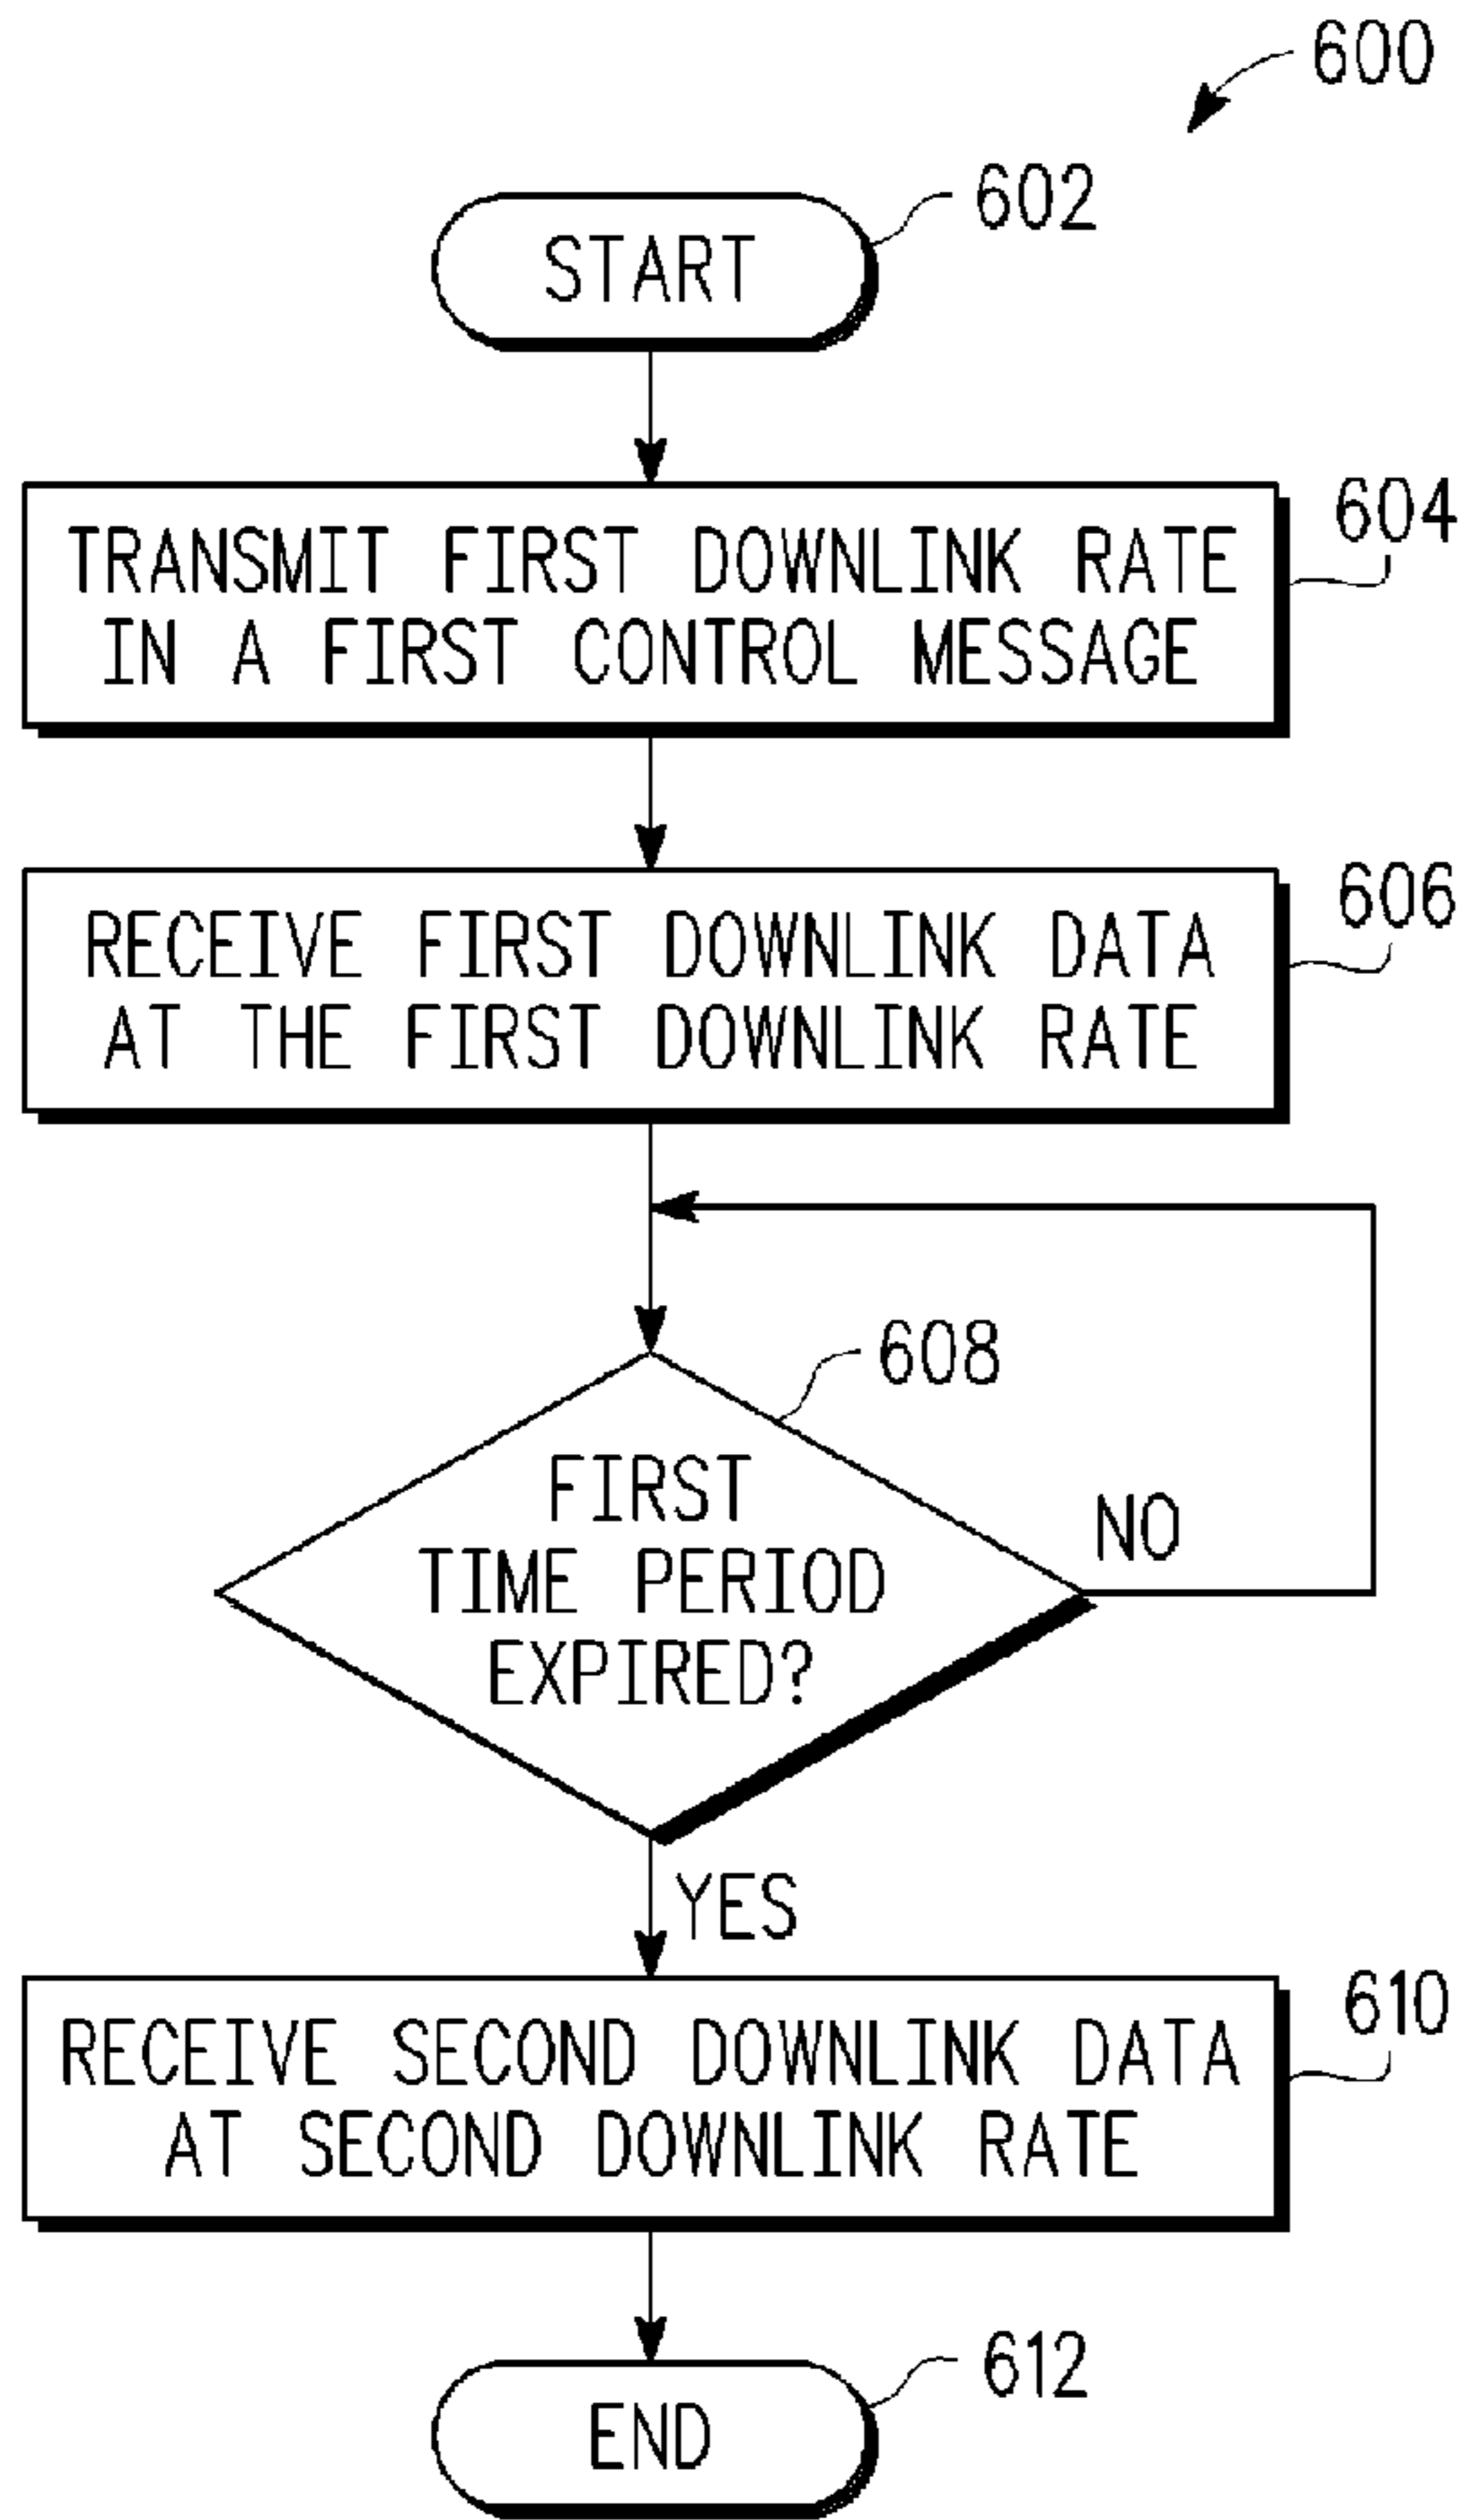 600
602
START
604
TRANSMIT FIRST DOWNLINK RATE
IN A FIRST CONTROL MESSAGE
606
RECEIVE FIRST DOWNLINK DATA
AT THE FIRST DOWNLINK RATE
608
FIRST
TIME PERIOD
EXPIRED?
NO
YES
610
RECEIVE SECOND DOWNLINK DATA
AT SECOND DOWNLINK RATE
612
END